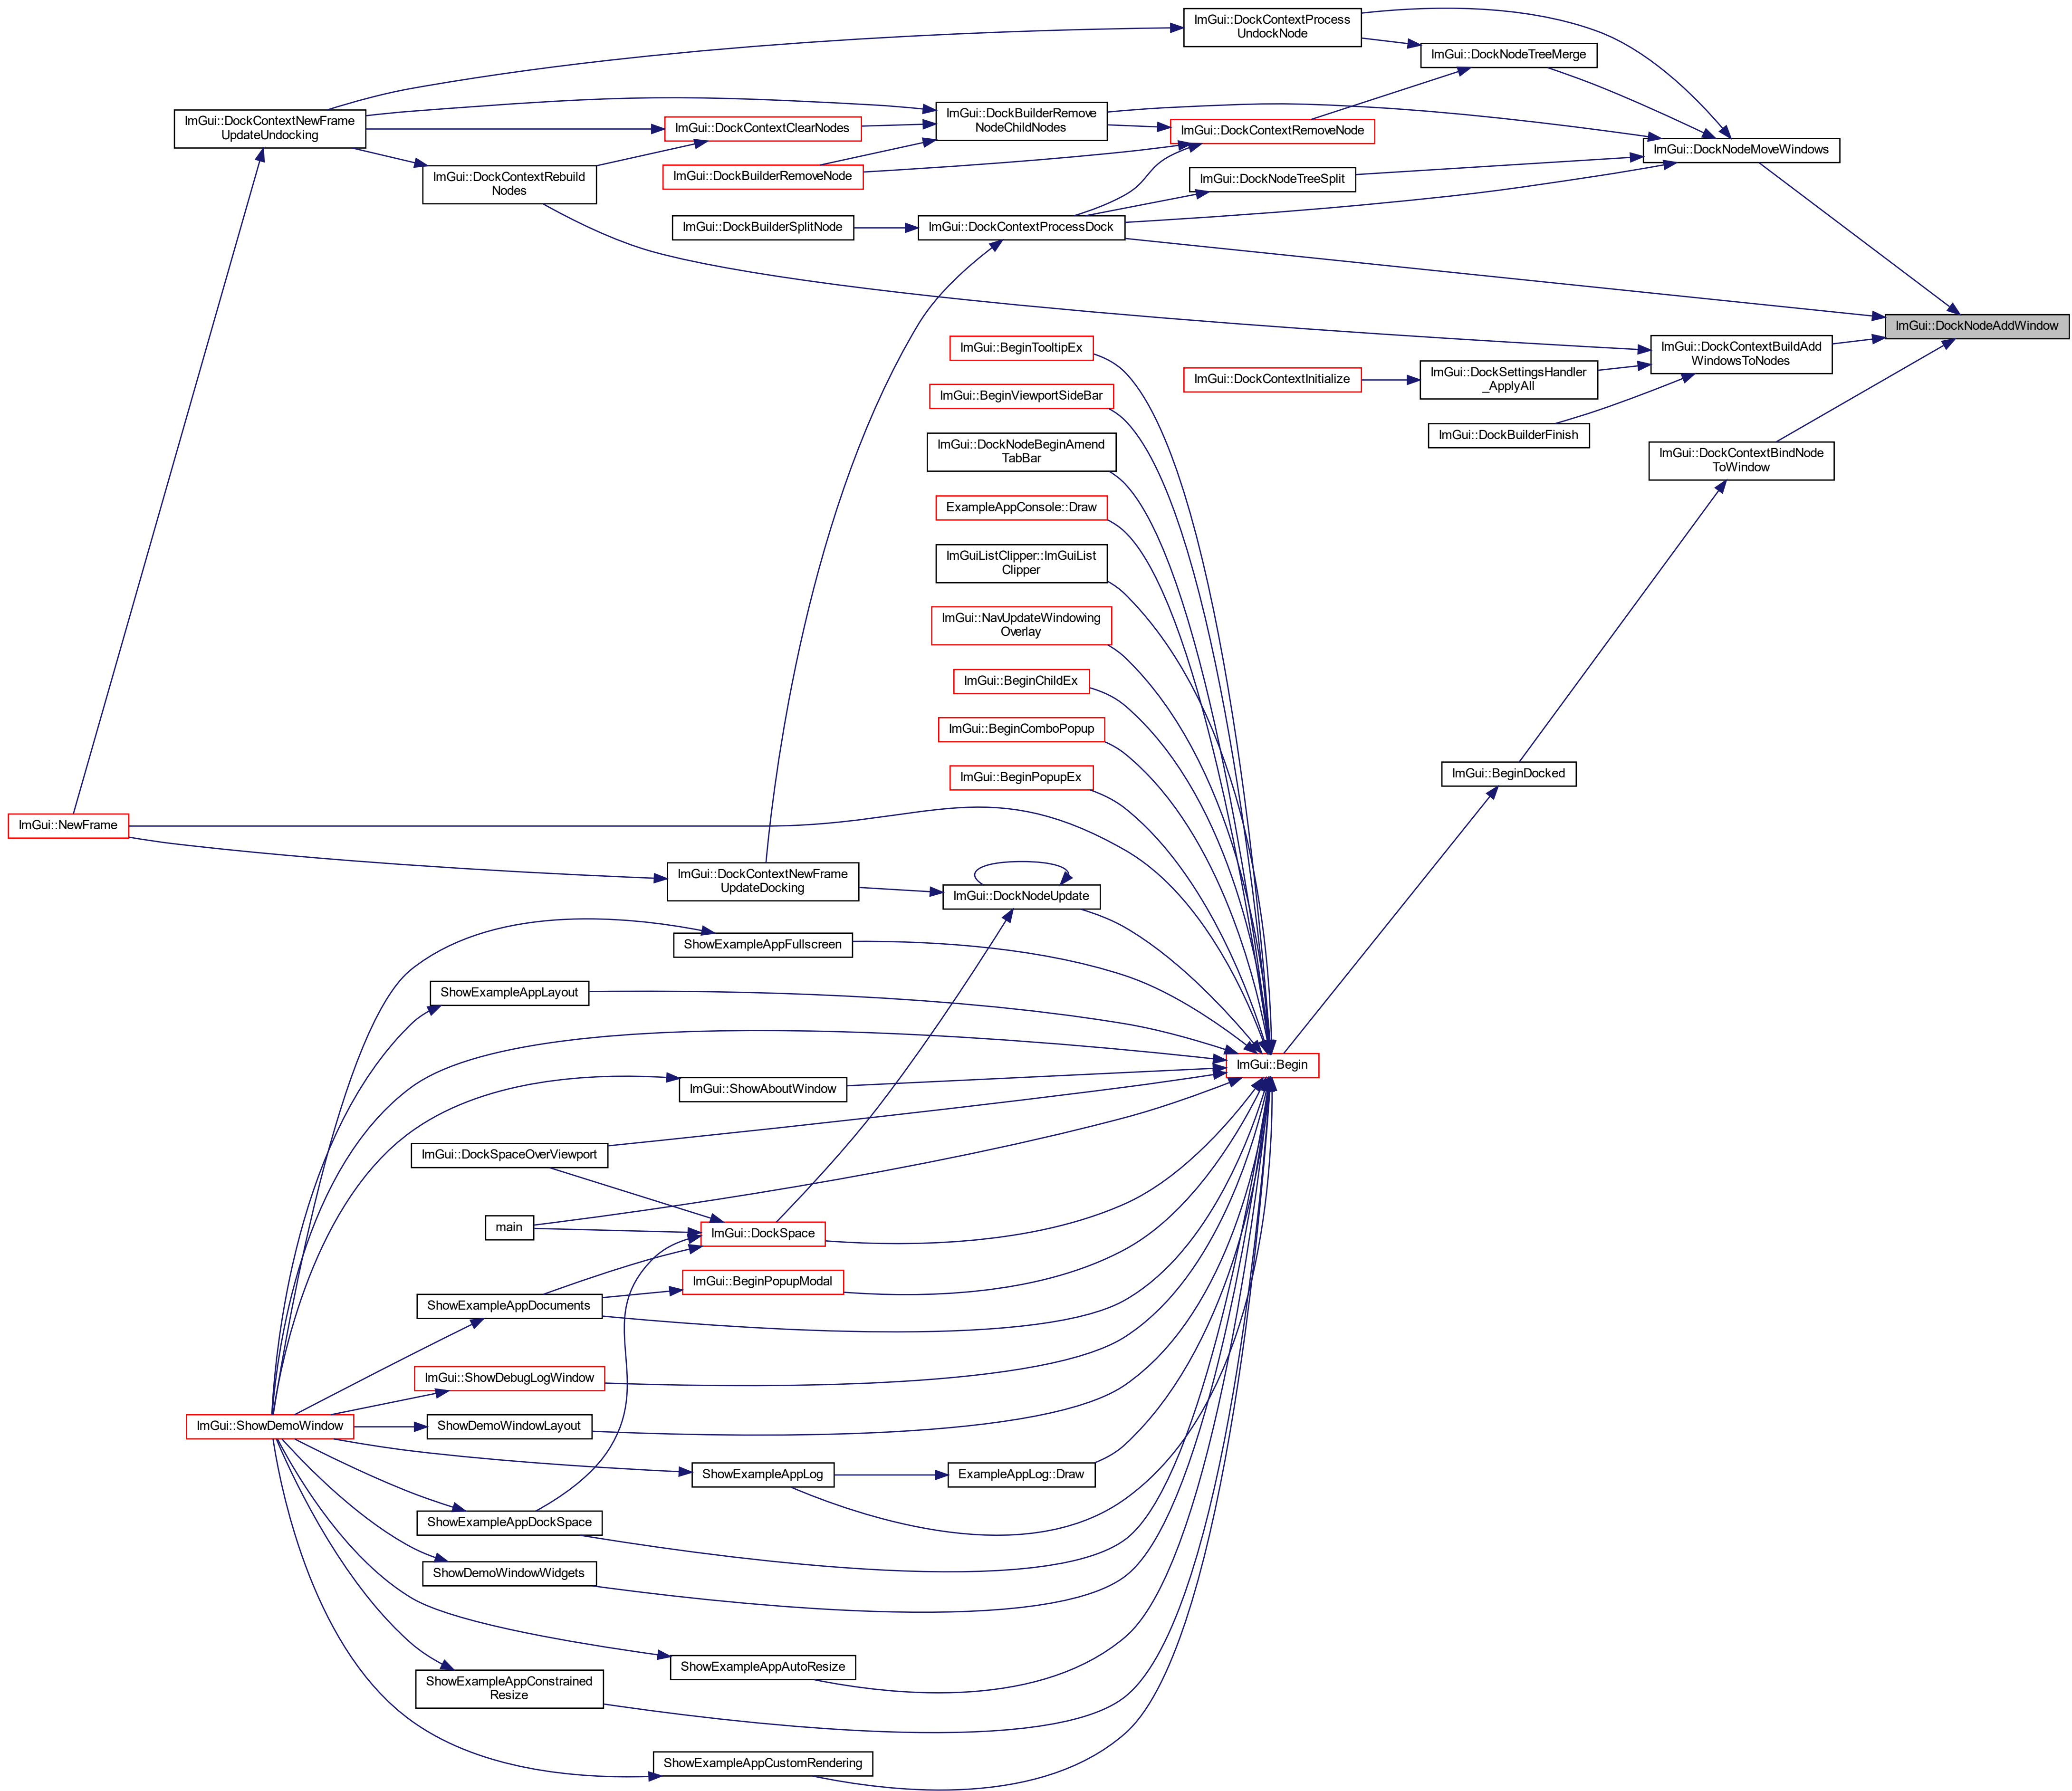 ImGui::DockContextProcess
UndockNode
ImGui::DockNodeTreeMerge
ImGui::DockContextNewFrame
UpdateUndocking
ImGui::DockBuilderRemove
NodeChildNodes
ImGui::DockContextClearNodes
ImGui::DockContextRemoveNode
ImGui::DockNodeMoveWindows
ImGui::DockContextRebuild
Nodes
ImGui::DockBuilderRemoveNode
ImGui::DockNodeTreeSplit
ImGui::DockBuilderSplitNode
ImGui::DockContextProcessDock
ImGui::DockNodeAddWindow
ImGui::BeginTooltipEx
ImGui::DockContextBuildAdd
WindowsToNodes
ImGui::DockContextInitialize
ImGui::DockSettingsHandler
_ApplyAll
ImGui::BeginViewportSideBar
ImGui::DockBuilderFinish
ImGui::DockNodeBeginAmend
TabBar
ImGui::DockContextBindNode
ToWindow
ExampleAppConsole::Draw
ImGuiListClipper::ImGuiList
Clipper
ImGui::NavUpdateWindowing
Overlay
ImGui::BeginChildEx
ImGui::BeginComboPopup
ImGui::BeginPopupEx
ImGui::BeginDocked
ImGui::NewFrame
ImGui::DockContextNewFrame
UpdateDocking
ImGui::DockNodeUpdate
ShowExampleAppFullscreen
ShowExampleAppLayout
ImGui::Begin
ImGui::ShowAboutWindow
ImGui::DockSpaceOverViewport
main
ImGui::DockSpace
ImGui::BeginPopupModal
ShowExampleAppDocuments
ImGui::ShowDebugLogWindow
ImGui::ShowDemoWindow
ShowDemoWindowLayout
ShowExampleAppLog
ExampleAppLog::Draw
ShowExampleAppDockSpace
ShowDemoWindowWidgets
ShowExampleAppAutoResize
ShowExampleAppConstrained
Resize
ShowExampleAppCustomRendering